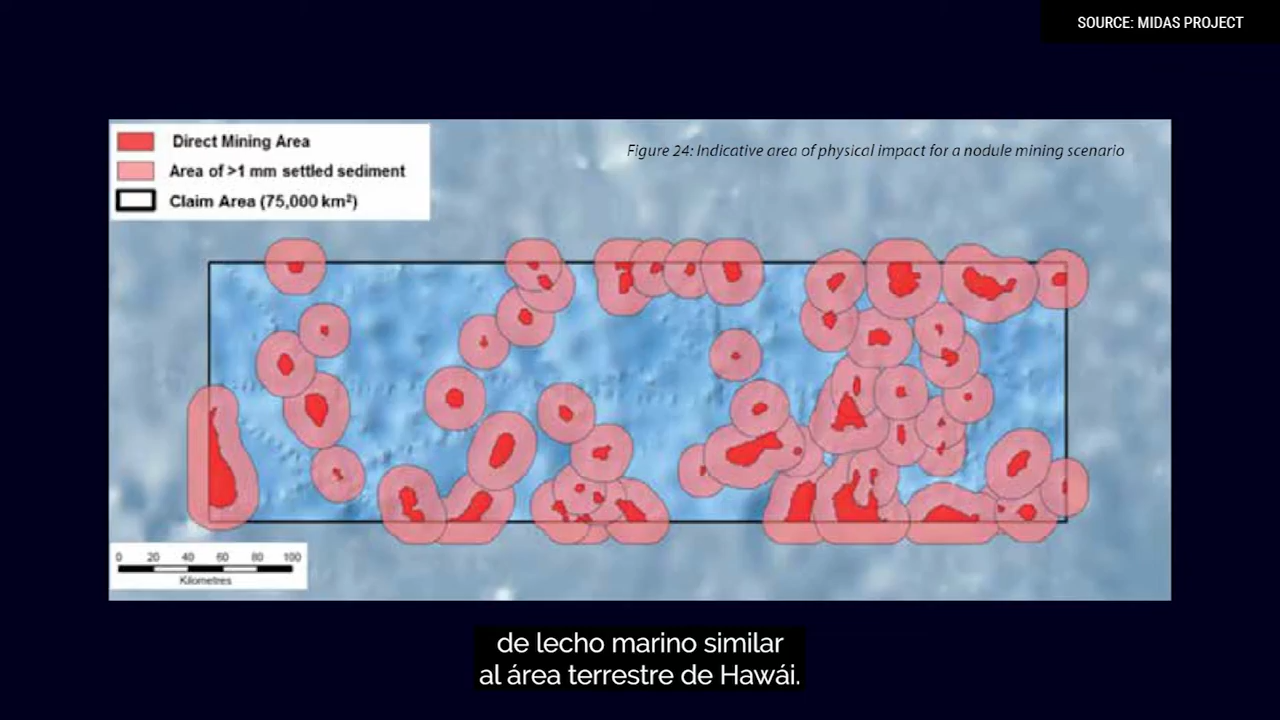 SOURCE: MIDAS PROJECT
Direct Mining Area
Area of >1 mm settled sediment
Claim Area (75,000 km²)
Figure 24: Indicative area of physical impact for a nodule mining scenario
0 20 40 60 80 100
Kilometres
de lecho marino similar
al área terrestre de Hawái.